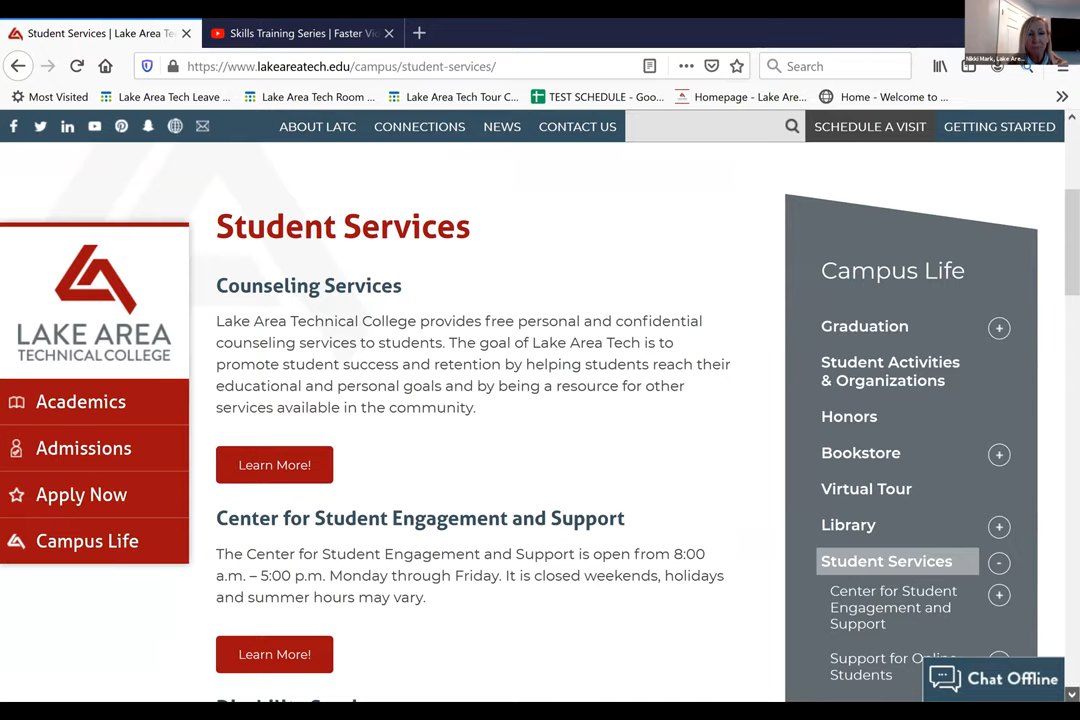 Student Services | Lake Area Te
Skills Training Series | Faster Vi
Nikki Mark, Lake Are...
https://www.lakeareatech.edu/campus/student-services/
Search
Most Visited
Lake Area Tech Leave ...
Lake Area Tech Room ...
Lake Area Tech Tour C...
TEST SCHEDULE - Goo...
Homepage - Lake Are...
Home - Welcome to ...
ABOUT LATC
CONNECTIONS
NEWS
CONTACT US
SCHEDULE A VISIT
GETTING STARTED
LAKE AREA
TECHNICAL COLLEGE
Academics
Admissions
Apply Now
Campus Life
Student Services
Counseling Services
Lake Area Technical College provides free personal and confidential
counseling services to students. The goal of Lake Area Tech is to
promote student success and retention by helping students reach their
educational and personal goals and by being a resource for other
services available in the community.
Learn More!
Center for Student Engagement and Support
The Center for Student Engagement and Support is open from 8:00
a.m. – 5:00 p.m. Monday through Friday. It is closed weekends, holidays
and summer hours may vary.
Learn More!
Campus Life
Graduation
Student Activities
& Organizations
Honors
Bookstore
Virtual Tour
Library
Student Services
Center for Student
Engagement and
Support
Support for Online
Students
Chat Offline